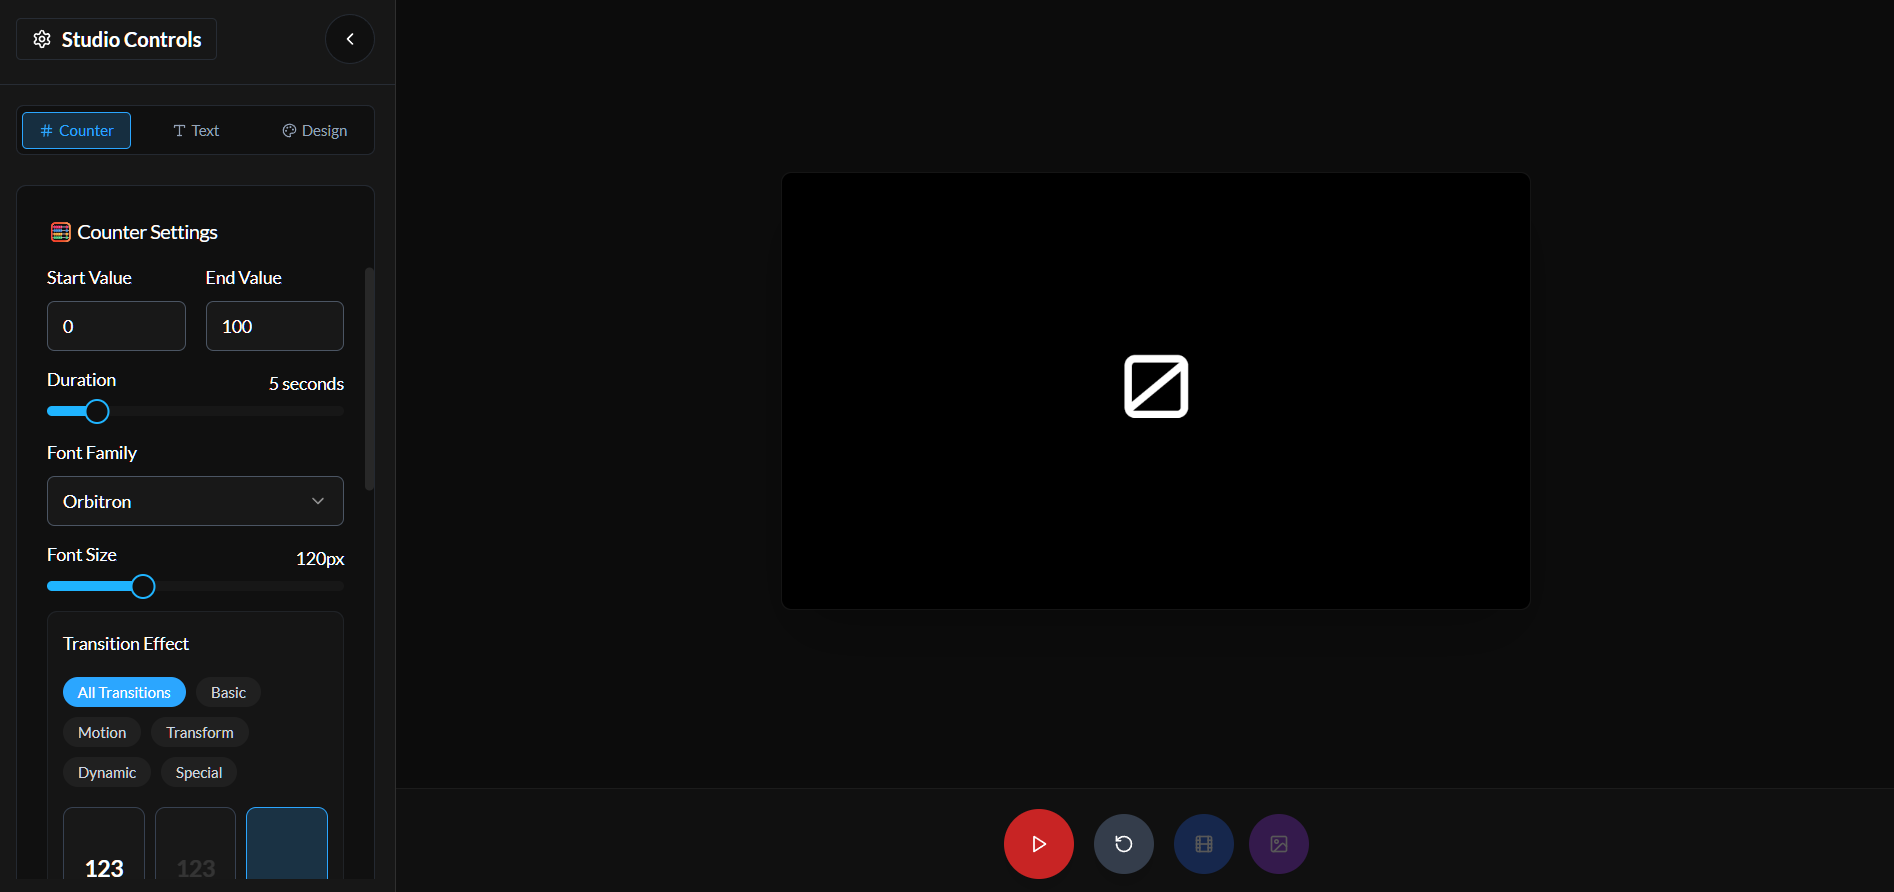 Studio Controls
Counter
Text
Design
Counter Settings
Start Value
End Value
0
100
Duration
5 seconds
Font Family
Orbitron
Font Size
120px
Transition Effect
All Transitions
Basic
Motion
Transform
Dynamic
Special
123
123
0